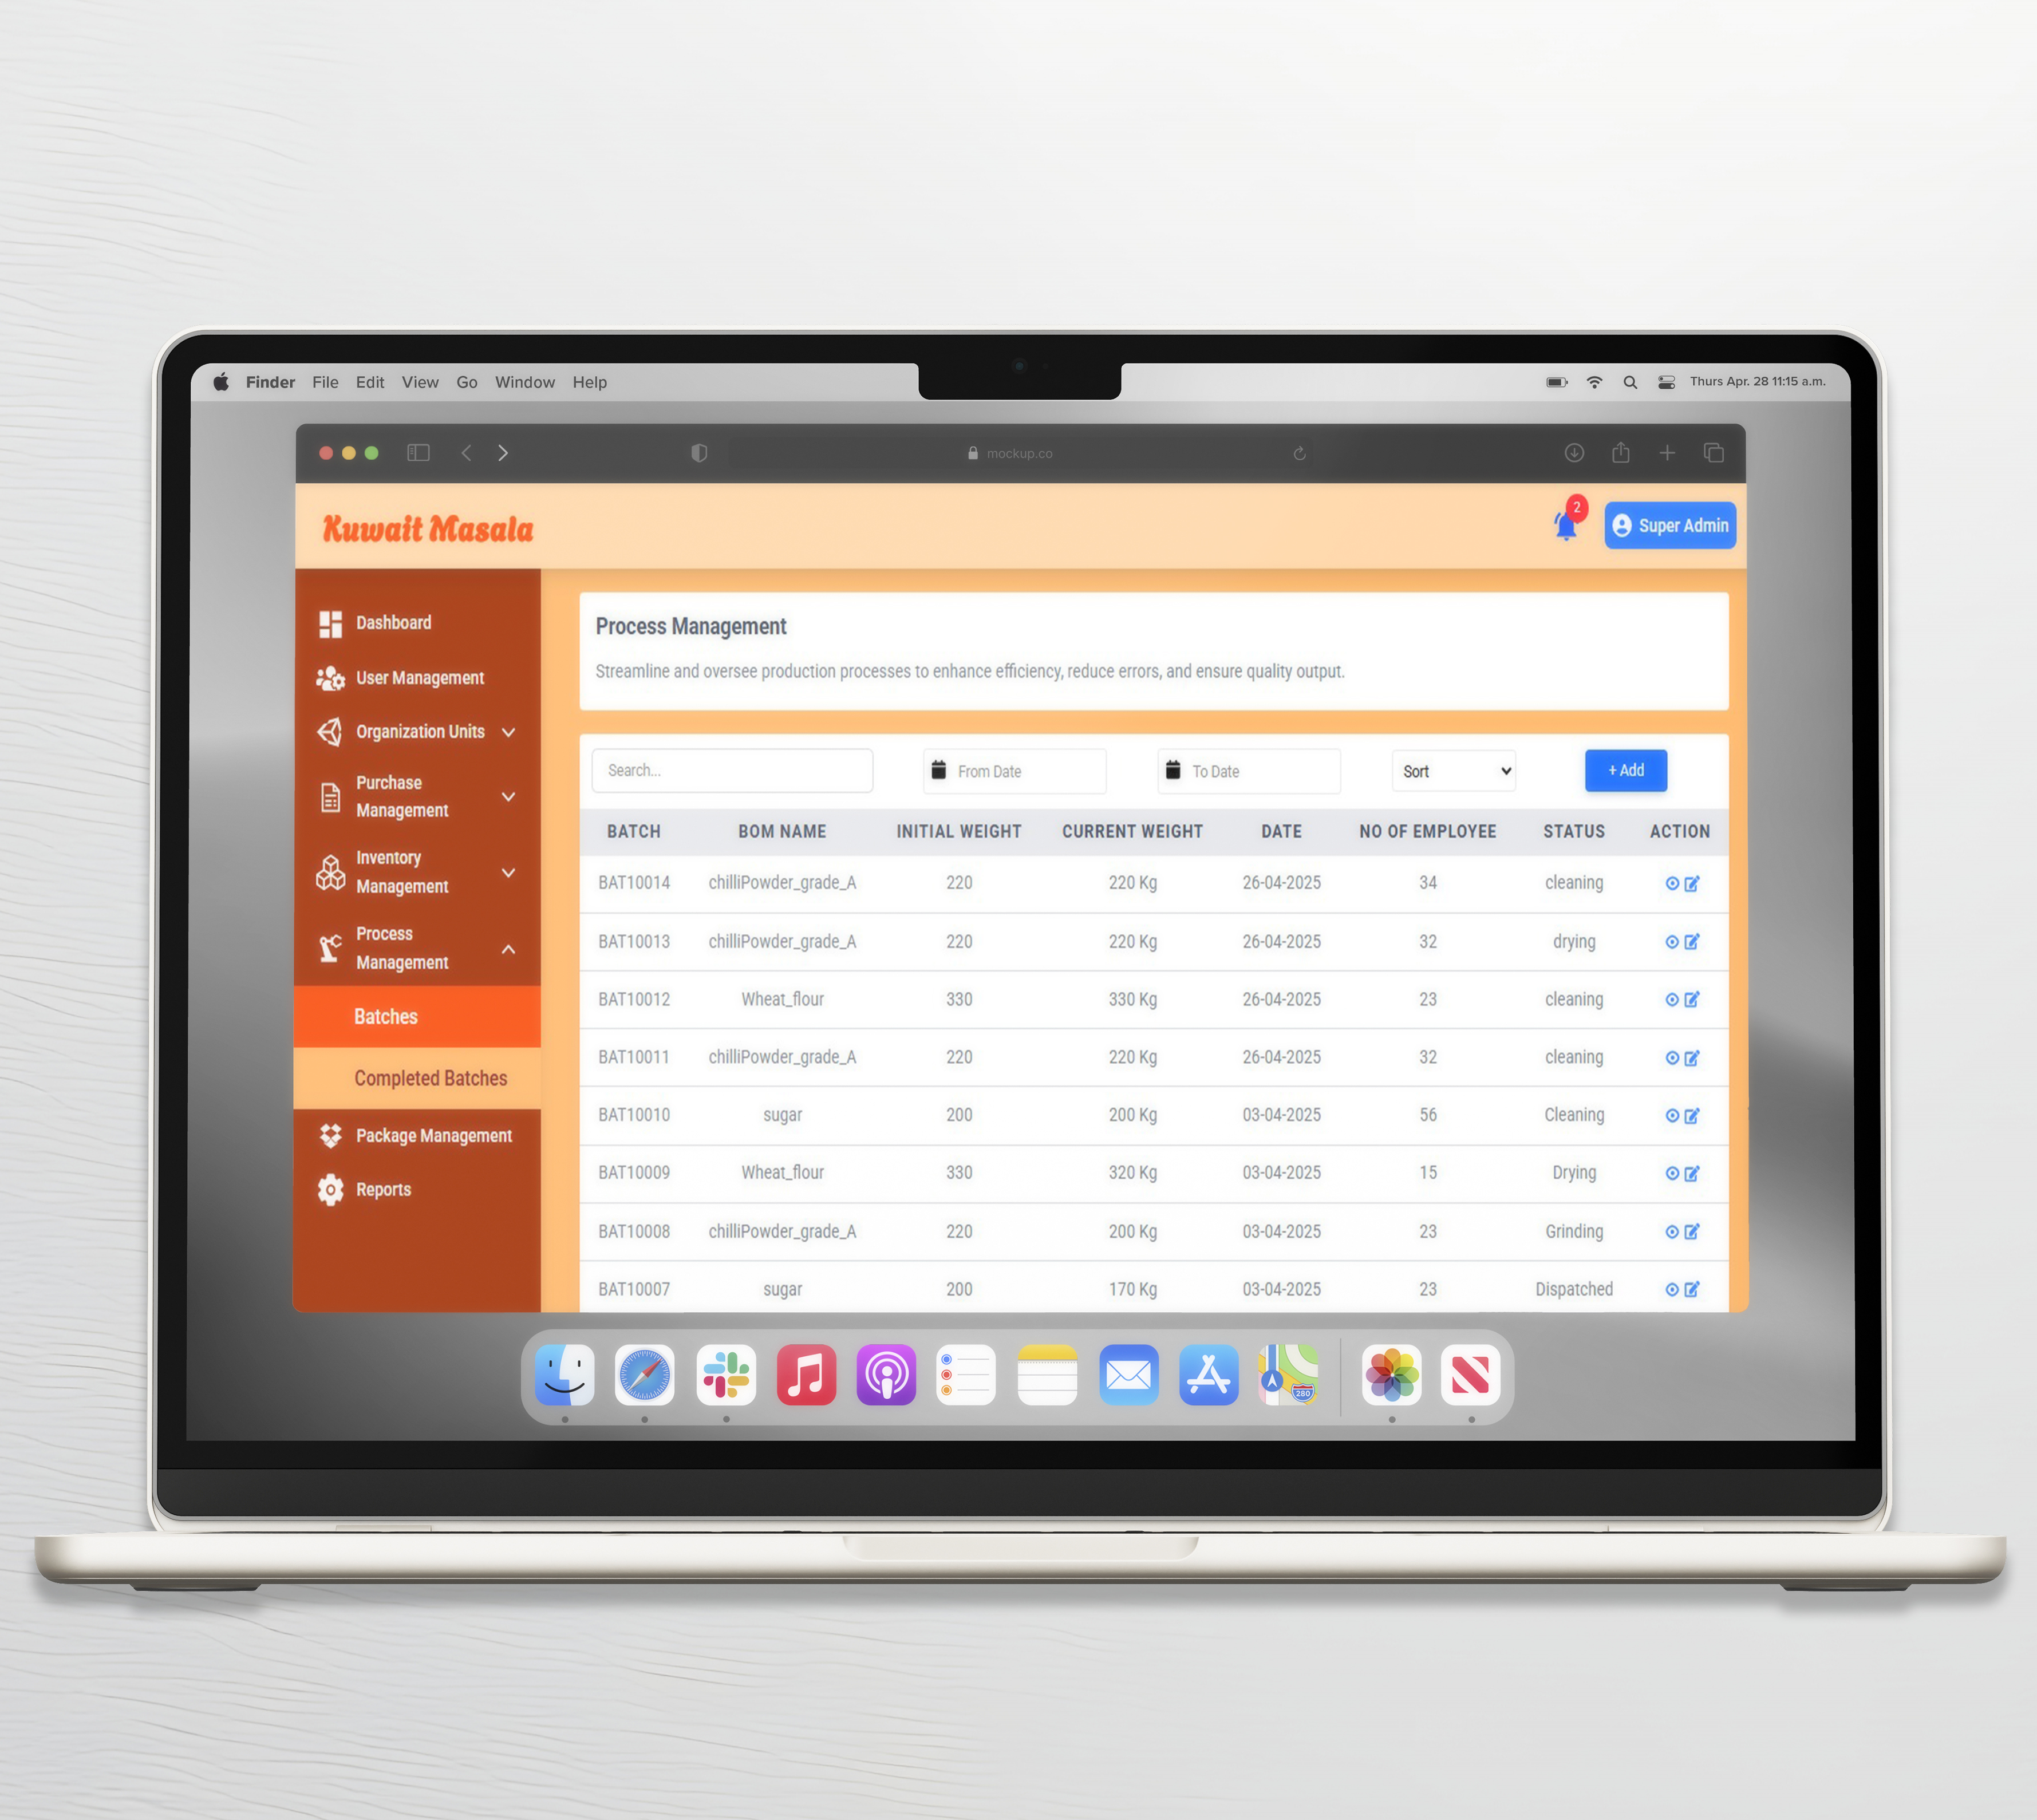 Finder File Edit View Go Window Help Thurs Apr. 28 11:15 a.m.
mockup.co
Kuwait Masala 2 Super Admin
Dashboard
User Management
Organization Units
Purchase
Management
Inventory
Management
Process
Management
Batches
Completed Batches
Package Management
Reports
Process Management
Streamline and oversee production processes to enhance efficiency, reduce errors, and ensure quality output.
Search... From Date To Date Sort + Add
BATCH BOM NAME INITIAL WEIGHT CURRENT WEIGHT DATE NO OF EMPLOYEE STATUS ACTION
BAT10014 chilliPowder_grade_A 220 220 Kg 26-04-2025 34 cleaning
BAT10013 chilliPowder_grade_A 220 220 Kg 26-04-2025 32 drying
BAT10012 Wheat_flour 330 330 Kg 26-04-2025 23 cleaning
BAT10011 chilliPowder_grade_A 220 220 Kg 26-04-2025 32 cleaning
BAT10010 sugar 200 200 Kg 03-04-2025 56 Cleaning
BAT10009 Wheat_flour 330 320 Kg 03-04-2025 15 Drying
BAT10008 chilliPowder_grade_A 220 200 Kg 03-04-2025 23 Grinding
BAT10007 sugar 200 170 Kg 03-04-2025 23 Dispatched
280